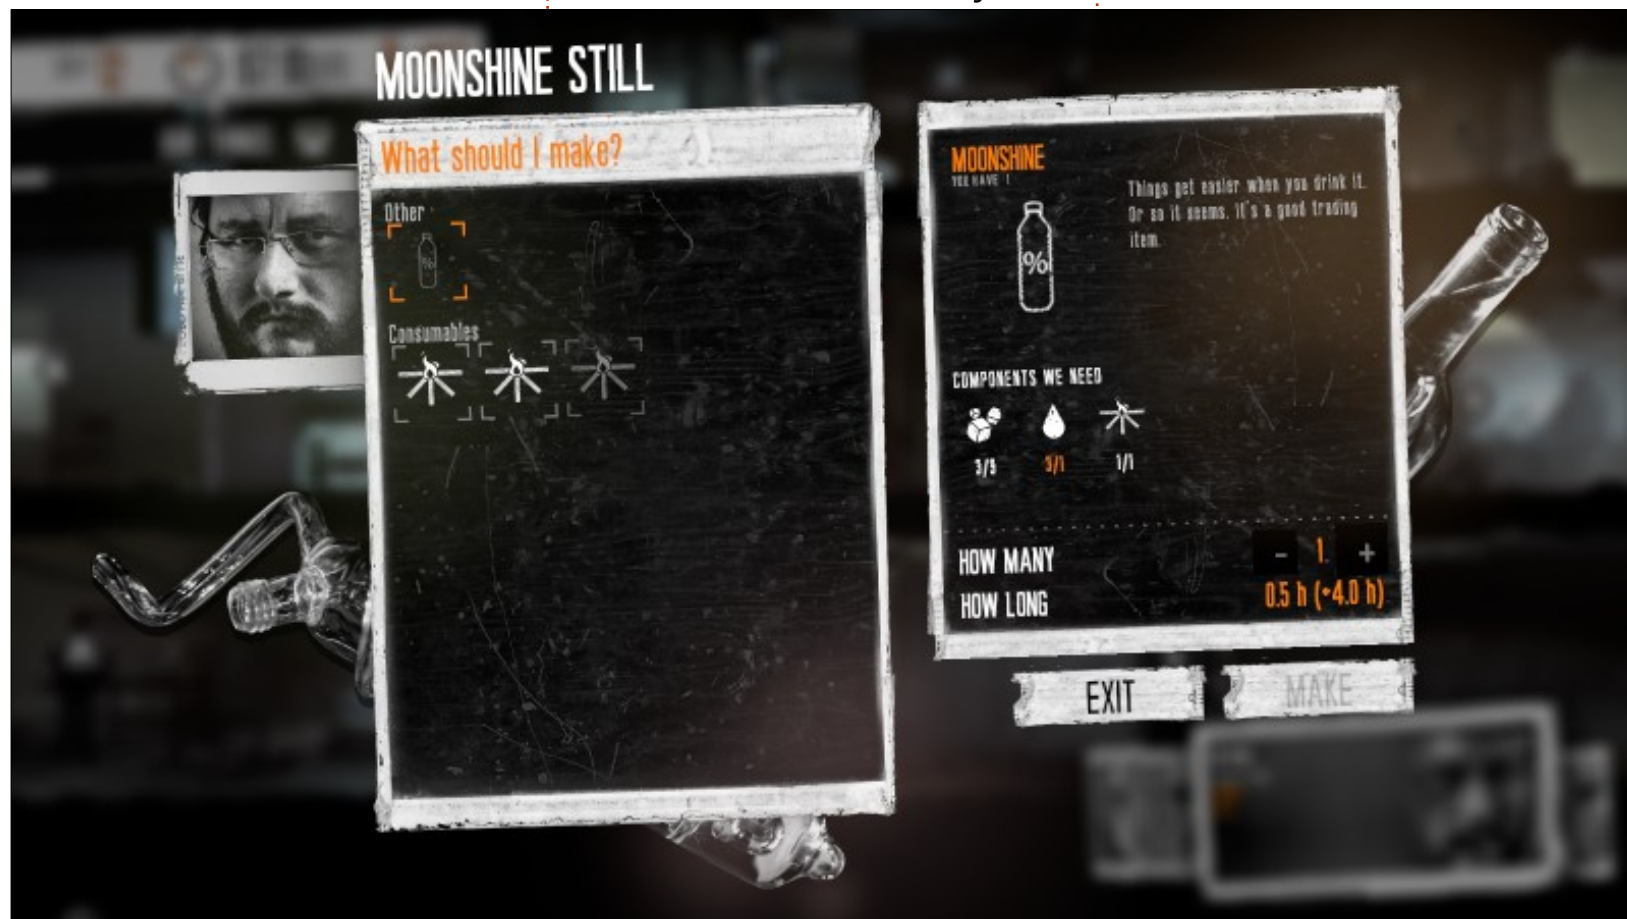 MOONSHINE STILL
What should I make?
Other
Consumables
MOONSHINE
YOU HAVE 1
Things get easier when you drink it.
Or so it seems. It's a good trading
item.
%
%
COMPONENTS WE NEED
3/5 3/1 1/1
HOW MANY - 1 +
HOW LONG 0.5 h (+4.0 h)
EXIT MAKE